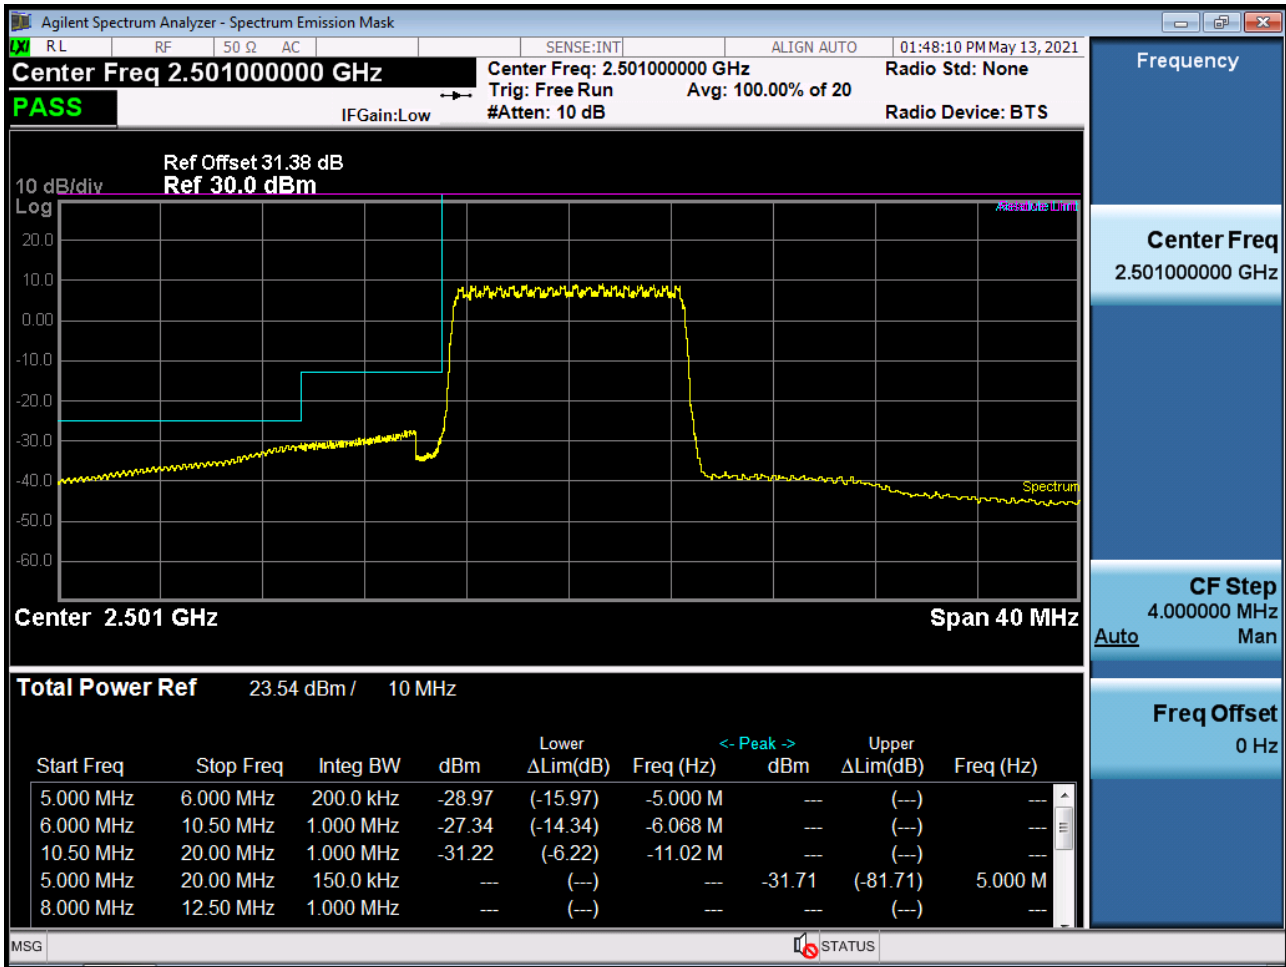 Agilent Spectrum Analyzer - Spectrum Emission Mask
LXI RL RF 50 Ω AC SENSE:INT ALIGN AUTO 01:48:10 PM May 13, 2021
Center Freq 2.501000000 GHz
Center Freq: 2.501000000 GHz
Radio Std: None
Trig: Free Run Avg: 100.00% of 20
PASS
IFGain:Low
#Atten: 10 dB
Radio Device: BTS
Ref Offset 31.38 dB
10 dB/div Ref 30.0 dBm
Log
Absolute Limit
20.0
10.0
0.00
-10.0
-20.0
-30.0
-40.0
Spectrum
-50.0
-60.0
Center 2.501 GHz Span 40 MHz
Total Power Ref 23.54 dBm / 10 MHz
Lower <- Peak -> Upper
Start Freq Stop Freq Integ BW dBm ΔLim(dB) Freq (Hz) dBm ΔLim(dB) Freq (Hz)
5.000 MHz 6.000 MHz 200.0 kHz -28.97 (-15.97) -5.000 M --- (---) ---
6.000 MHz 10.50 MHz 1.000 MHz -27.34 (-14.34) -6.068 M --- (---) ---
10.50 MHz 20.00 MHz 1.000 MHz -31.22 (-6.22) -11.02 M --- (---) ---
5.000 MHz 20.00 MHz 150.0 kHz --- (---) --- -31.71 (-81.71) 5.000 M
8.000 MHz 12.50 MHz 1.000 MHz --- (---) --- --- (---) ---
MSG STATUS
Frequency
Center Freq
2.501000000 GHz
CF Step
4.000000 MHz
Auto Man
Freq Offset
0 Hz